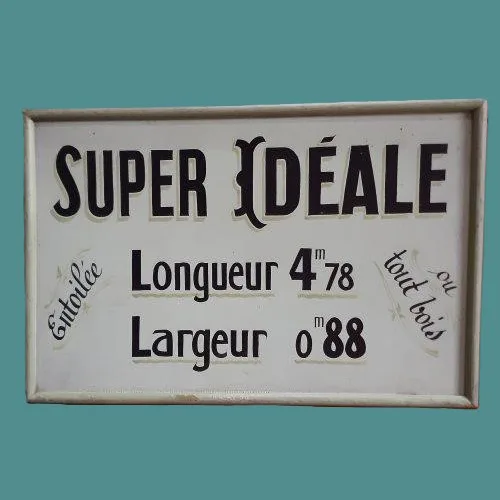 SUPER IDÉALE
Entoilée
Longueur 4m78
Largeur 0m88
ou
tout bois